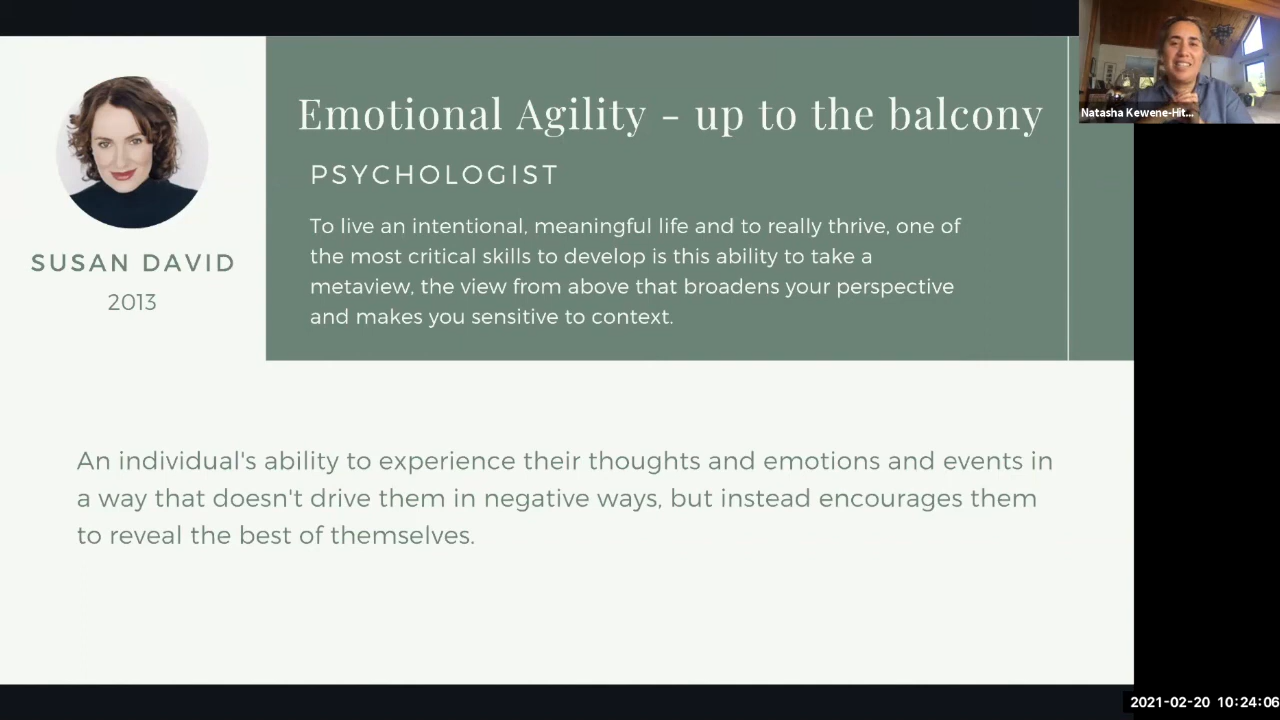 Emotional Agility - up to the balcony
PSYCHOLOGIST
To live an intentional, meaningful life and to really thrive, one of
the most critical skills to develop is this ability to take a
metaview, the view from above that broadens your perspective
and makes you sensitive to context.
SUSAN DAVID
2013
An individual's ability to experience their thoughts and emotions and events in
a way that doesn't drive them in negative ways, but instead encourages them
to reveal the best of themselves.
Natasha Kewene-Hit...
2021-02-20 10:24:06